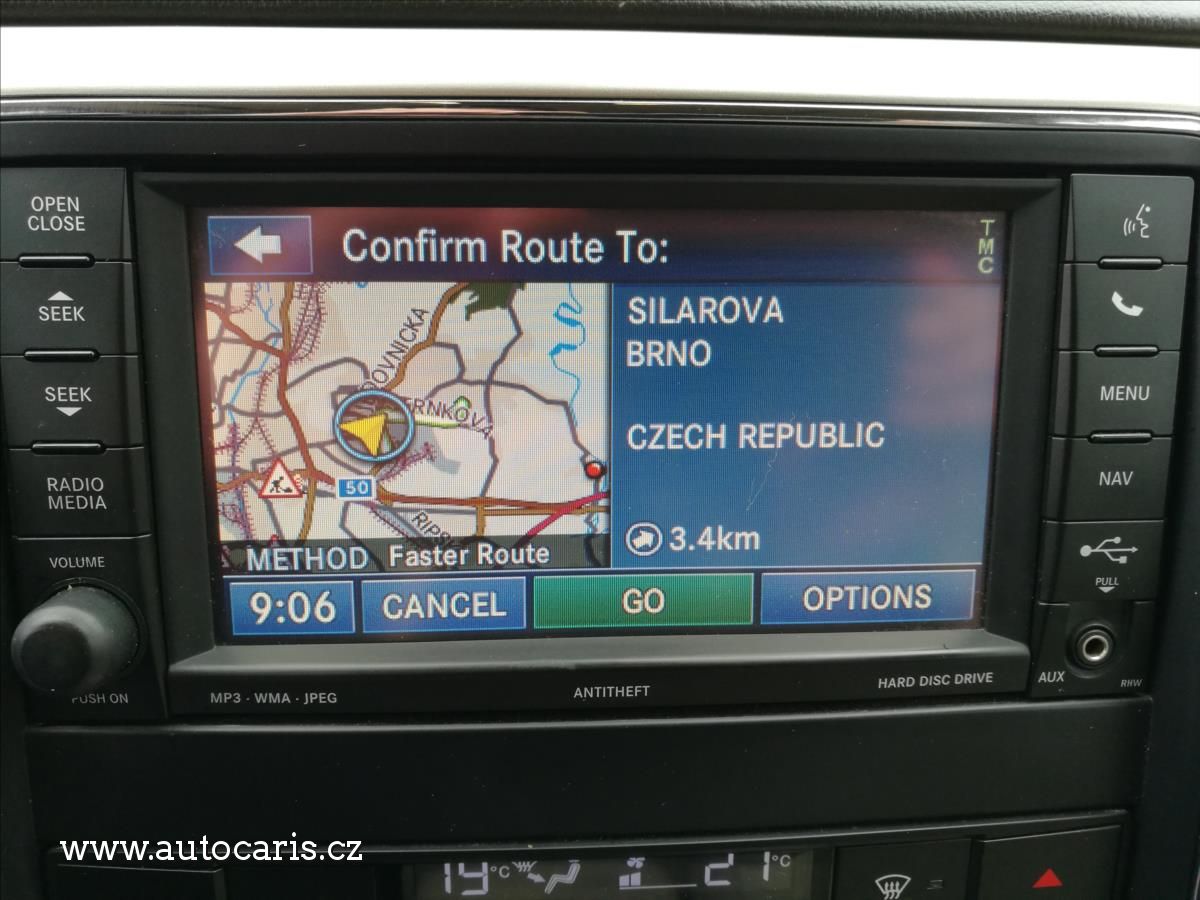 OPEN
CLOSE
SEEK
SEEK
RADIO
MEDIA
VOLUME
PUSH ON
Confirm Route To:
TMC
SILAROVA
BRNO
CZECH REPUBLIC
3.4km
50
METHOD Faster Route
9:06
CANCEL
GO
OPTIONS
MENU
NAV
PULL
AUX
RHW
MP3 · WMA · JPEG
ANTITHEFT
HARD DISC DRIVE
www.autocaris.cz
19°C
21°C